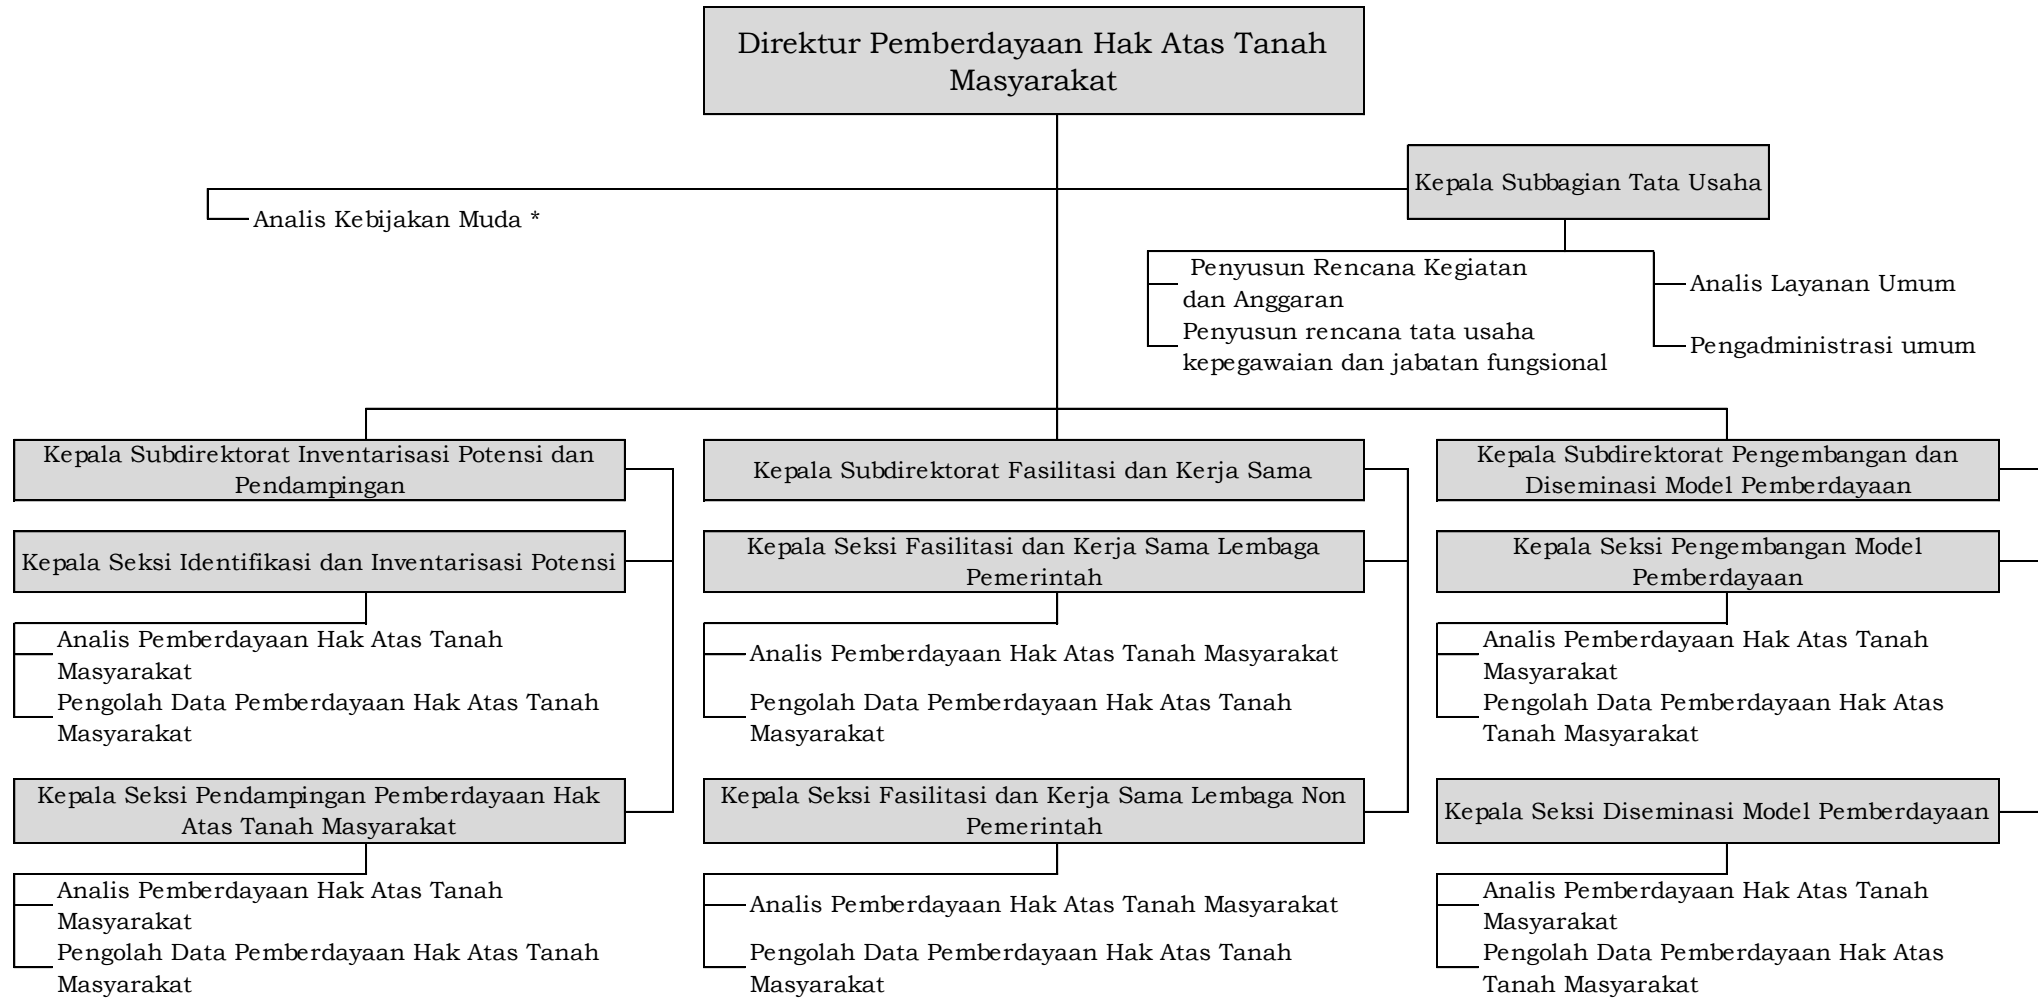 Direktur Pemberdayaan Hak Atas Tanah
Masyarakat
Kepala Subbagian Tata Usaha
Analis Kebijakan Muda *
Penyusun Rencana Kegiatan
dan Anggaran
Penyusun rencana tata usaha
kepegawaian dan jabatan fungsional
Analis Layanan Umum
Pengadministrasi umum
Kepala Subdirektorat Inventarisasi Potensi dan
Pendampingan
Kepala Seksi Identifikasi dan Inventarisasi Potensi
Analis Pemberdayaan Hak Atas Tanah
Masyarakat
Pengolah Data Pemberdayaan Hak Atas Tanah
Masyarakat
Kepala Seksi Pendampingan Pemberdayaan Hak
Atas Tanah Masyarakat
Analis Pemberdayaan Hak Atas Tanah
Masyarakat
Pengolah Data Pemberdayaan Hak Atas Tanah
Masyarakat
Kepala Subdirektorat Fasilitasi dan Kerja Sama
Kepala Seksi Fasilitasi dan Kerja Sama Lembaga
Pemerintah
Analis Pemberdayaan Hak Atas Tanah Masyarakat
Pengolah Data Pemberdayaan Hak Atas Tanah
Masyarakat
Kepala Seksi Fasilitasi dan Kerja Sama Lembaga Non
Pemerintah
Analis Pemberdayaan Hak Atas Tanah Masyarakat
Pengolah Data Pemberdayaan Hak Atas Tanah
Masyarakat
Kepala Subdirektorat Pengembangan dan
Diseminasi Model Pemberdayaan
Kepala Seksi Pengembangan Model
Pemberdayaan
Analis Pemberdayaan Hak Atas Tanah
Masyarakat
Pengolah Data Pemberdayaan Hak Atas
Tanah Masyarakat
Kepala Seksi Diseminasi Model Pemberdayaan
Analis Pemberdayaan Hak Atas Tanah
Masyarakat
Pengolah Data Pemberdayaan Hak Atas
Tanah Masyarakat